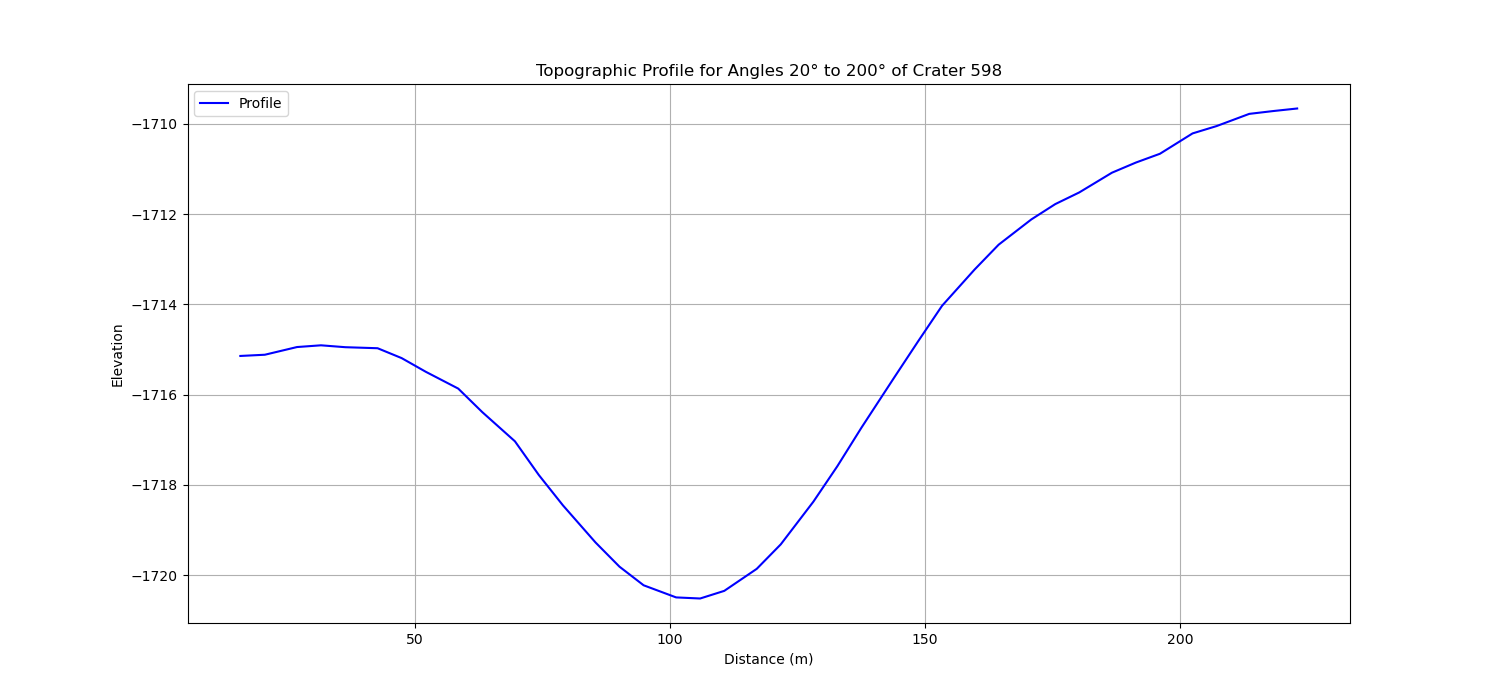 Topographic Profile for Angles 20° to 200° of Crater 598
Profile
−1710
−1712
−1714
−1716
−1718
−1720
Elevation
50 100 150 200
Distance (m)